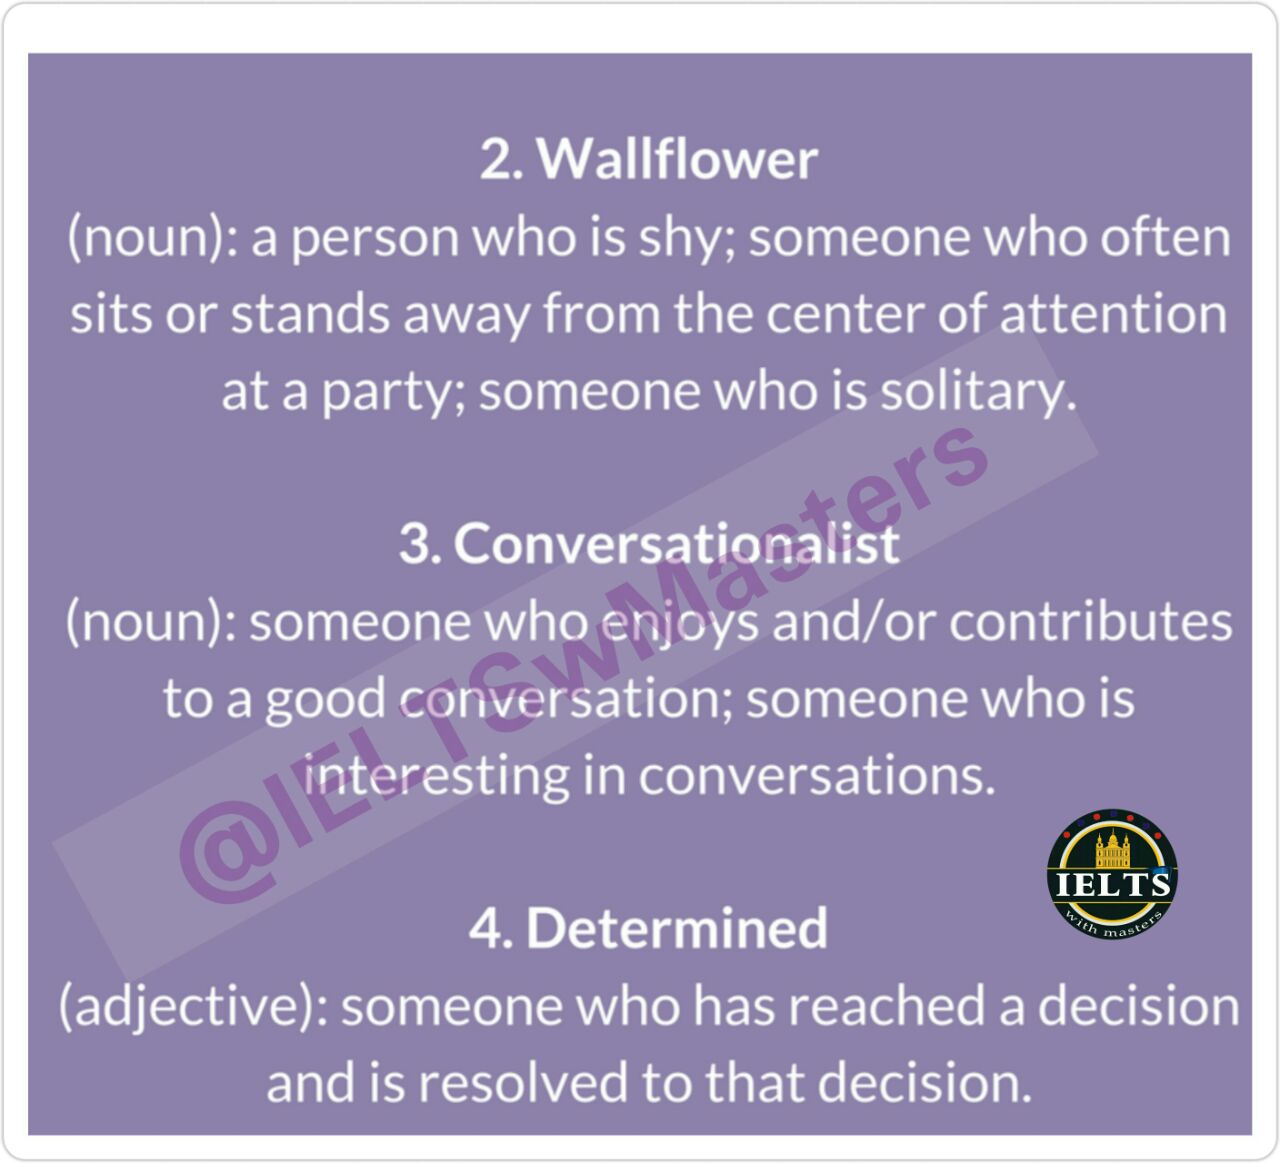 2. Wallflower
(noun): a person who is shy; someone who often
sits or stands away from the center of attention
at a party; someone who is solitary.
3. Conversationalist
(noun): someone who enjoys and/or contributes
to a good conversation; someone who is
interesting in conversations.
4. Determined
(adjective): someone who has reached a decision
and is resolved to that decision.
@IELTSwMasters
IELTS
with masters